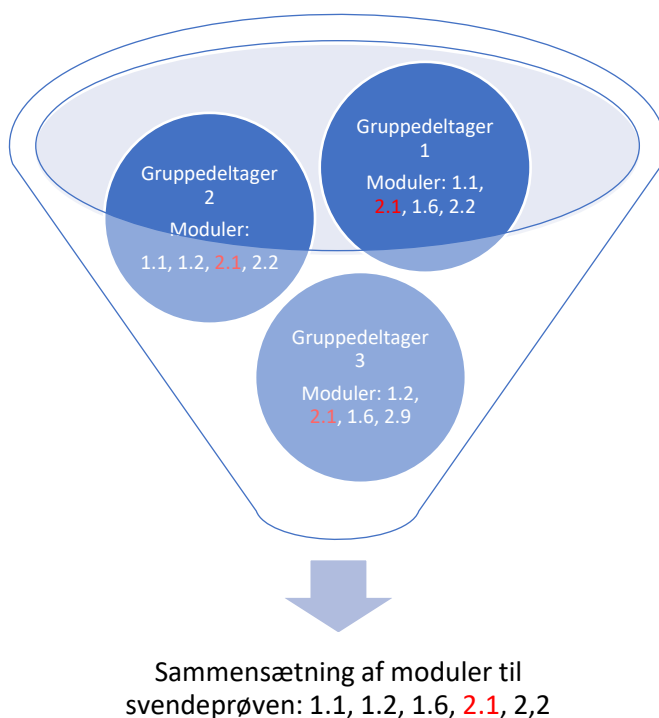 Gruppedeltager
1
Moduler: 1.1,
2.1, 1.6, 2.2
Gruppedeltager
2
Moduler:
1.1, 1.2, 2.1, 2.2
Gruppedeltager
3
Moduler: 1.2,
2.1, 1.6, 2.9
Sammensætning af moduler til
svendeprøven: 1.1, 1.2, 1.6, 2.1, 2,2